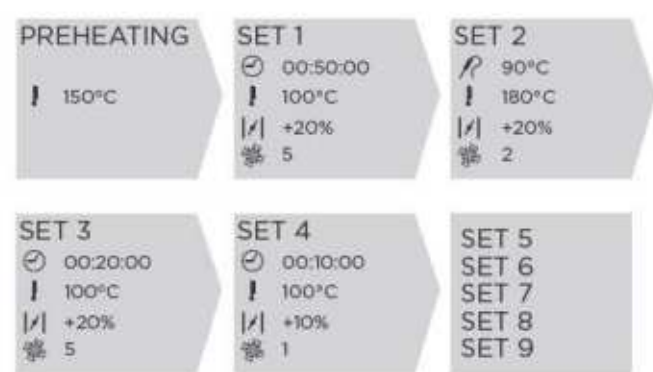 PREHEATING
150°C
SET 1
00:50:00
100°C
+20%
5
SET 2
90°C
180°C
+20%
2
SET 3
00:20:00
100°C
+20%
5
SET 4
00:10:00
100°C
+10%
1
SET 5
SET 6
SET 7
SET 8
SET 9